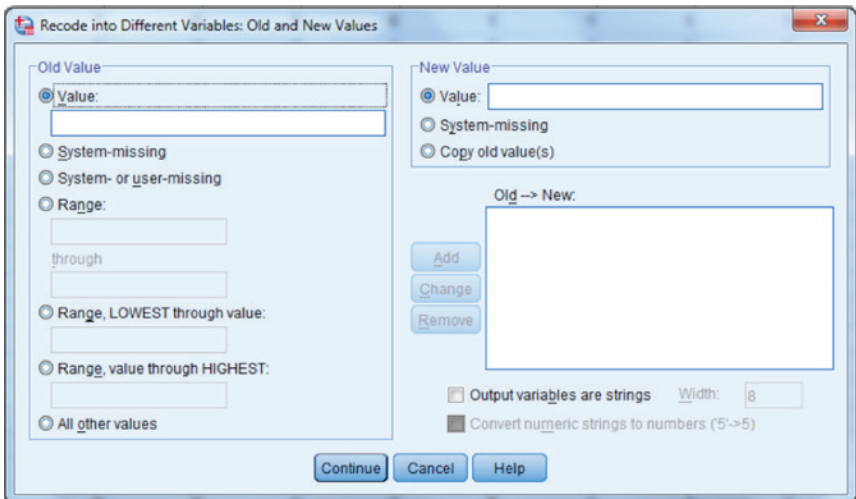 Recode into Different Variables: Old and New Values
Old Value
Value:
System-missing
System- or user-missing
Range:
through
Range, LOWEST through value:
Range, value through HIGHEST:
All other values
New Value
Value:
System-missing
Copy old value(s)
Old --> New:
Add
Change
Remove
Output variables are strings Width: 8
Convert numeric strings to numbers ('5'->5)
Continue Cancel Help